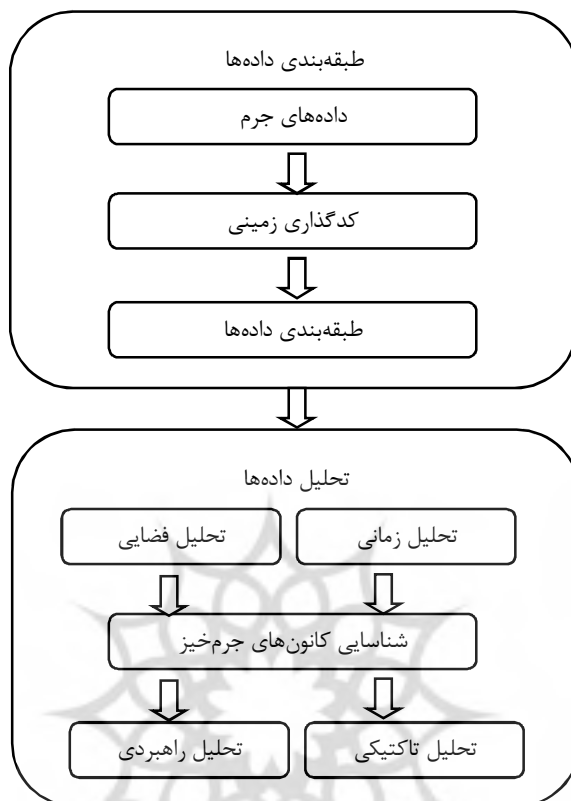 طبقه‌بندی داده‌ها
داده‌های جرم
کدگذاری زمینی
طبقه‌بندی داده‌ها
تحلیل داده‌ها
تحلیل زمانی
تحلیل فضایی
شناسایی کانون‌های جرم‌خیز
تحلیل تاکتیکی
تحلیل راهبردی